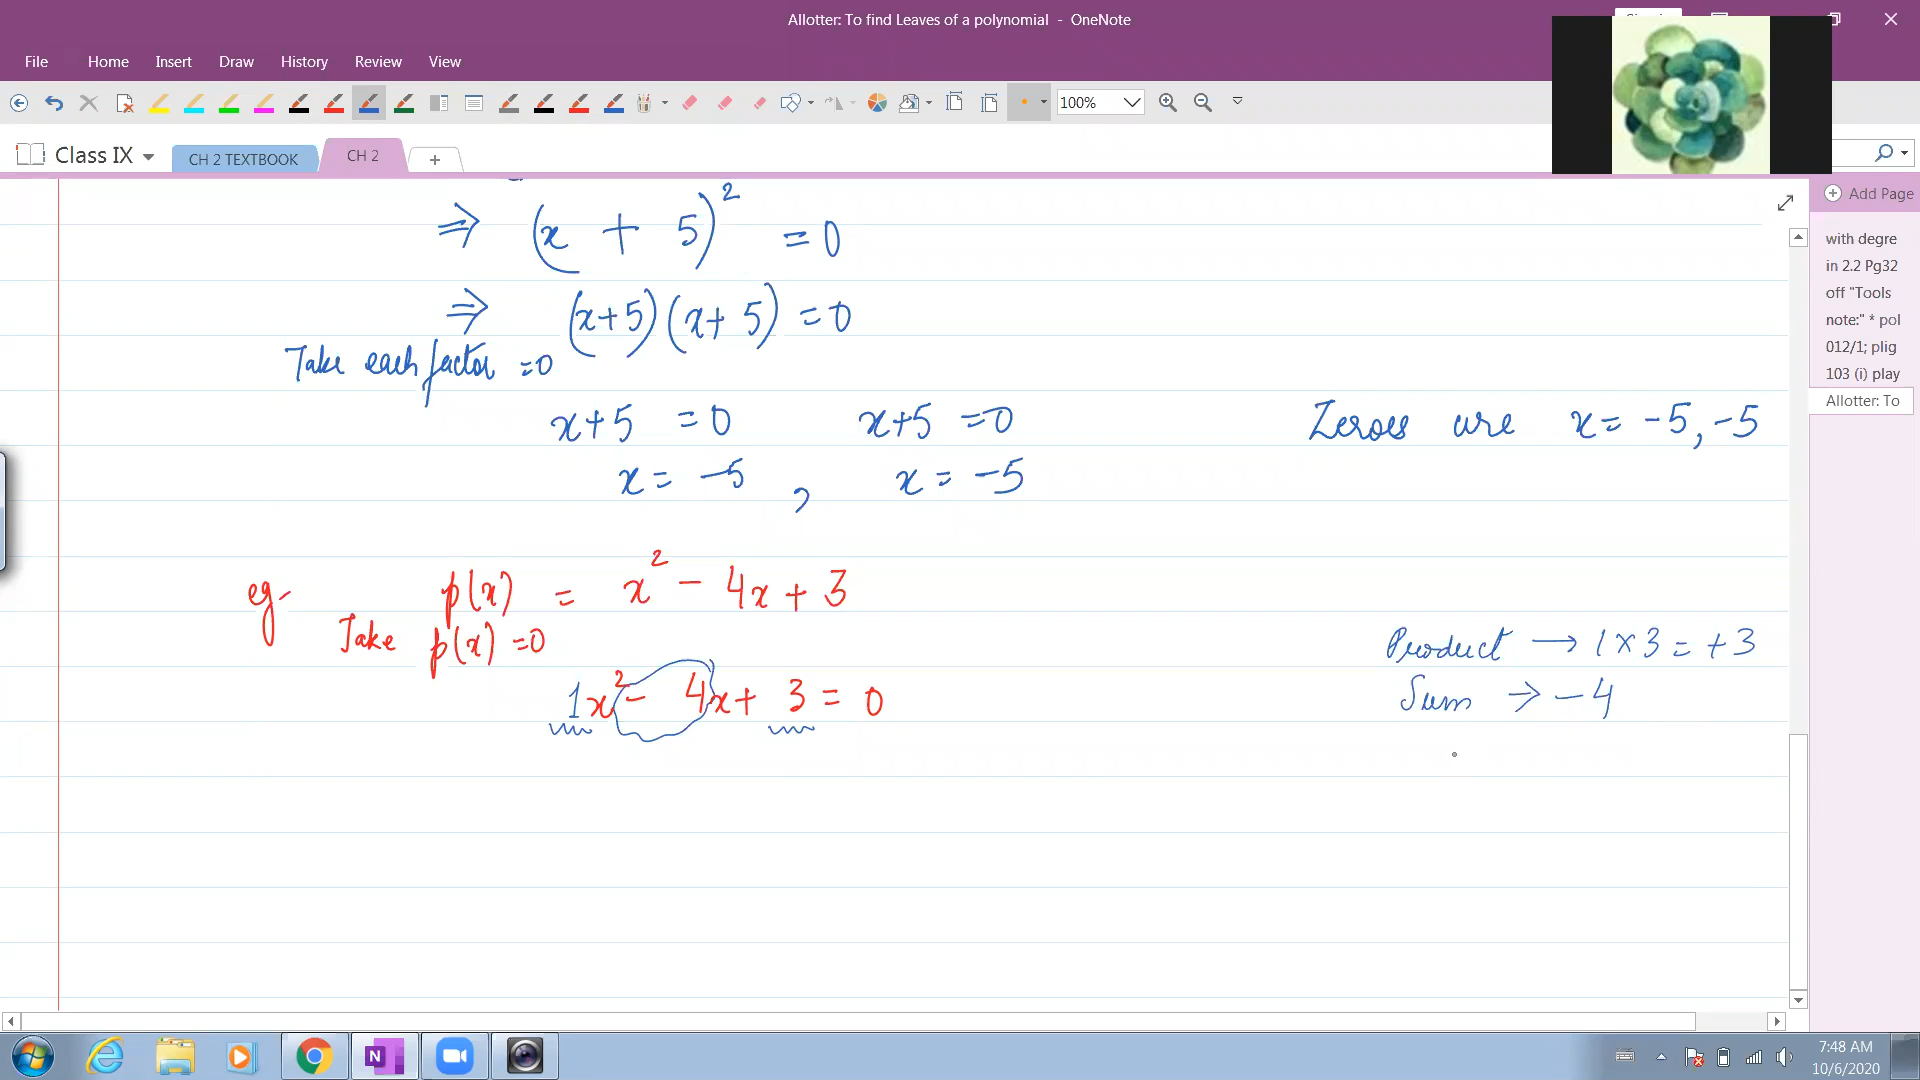 Allotter: To find Leaves of a polynomial - OneNote
File Home Insert Draw History Review View
100%
Class IX CH 2 TEXTBOOK CH 2 +
Add Page
with degre
in 2.2 Pg32
off "Tools
note:" * pol
012/1; plig
103 (i) play
Allotter: To
⇒ (x + 5)² = 0
⇒ (x+5)(x+5) = 0
Take each factor = 0
x+5 = 0 x+5 = 0
Zeroes are x = -5, -5
x = -5 , x = -5
eg- p(x) = x² - 4x + 3
Take p(x) = 0
Product → 1 × 3 = +3
1x² - 4x + 3 = 0
Sum → -4
7:48 AM
10/6/2020